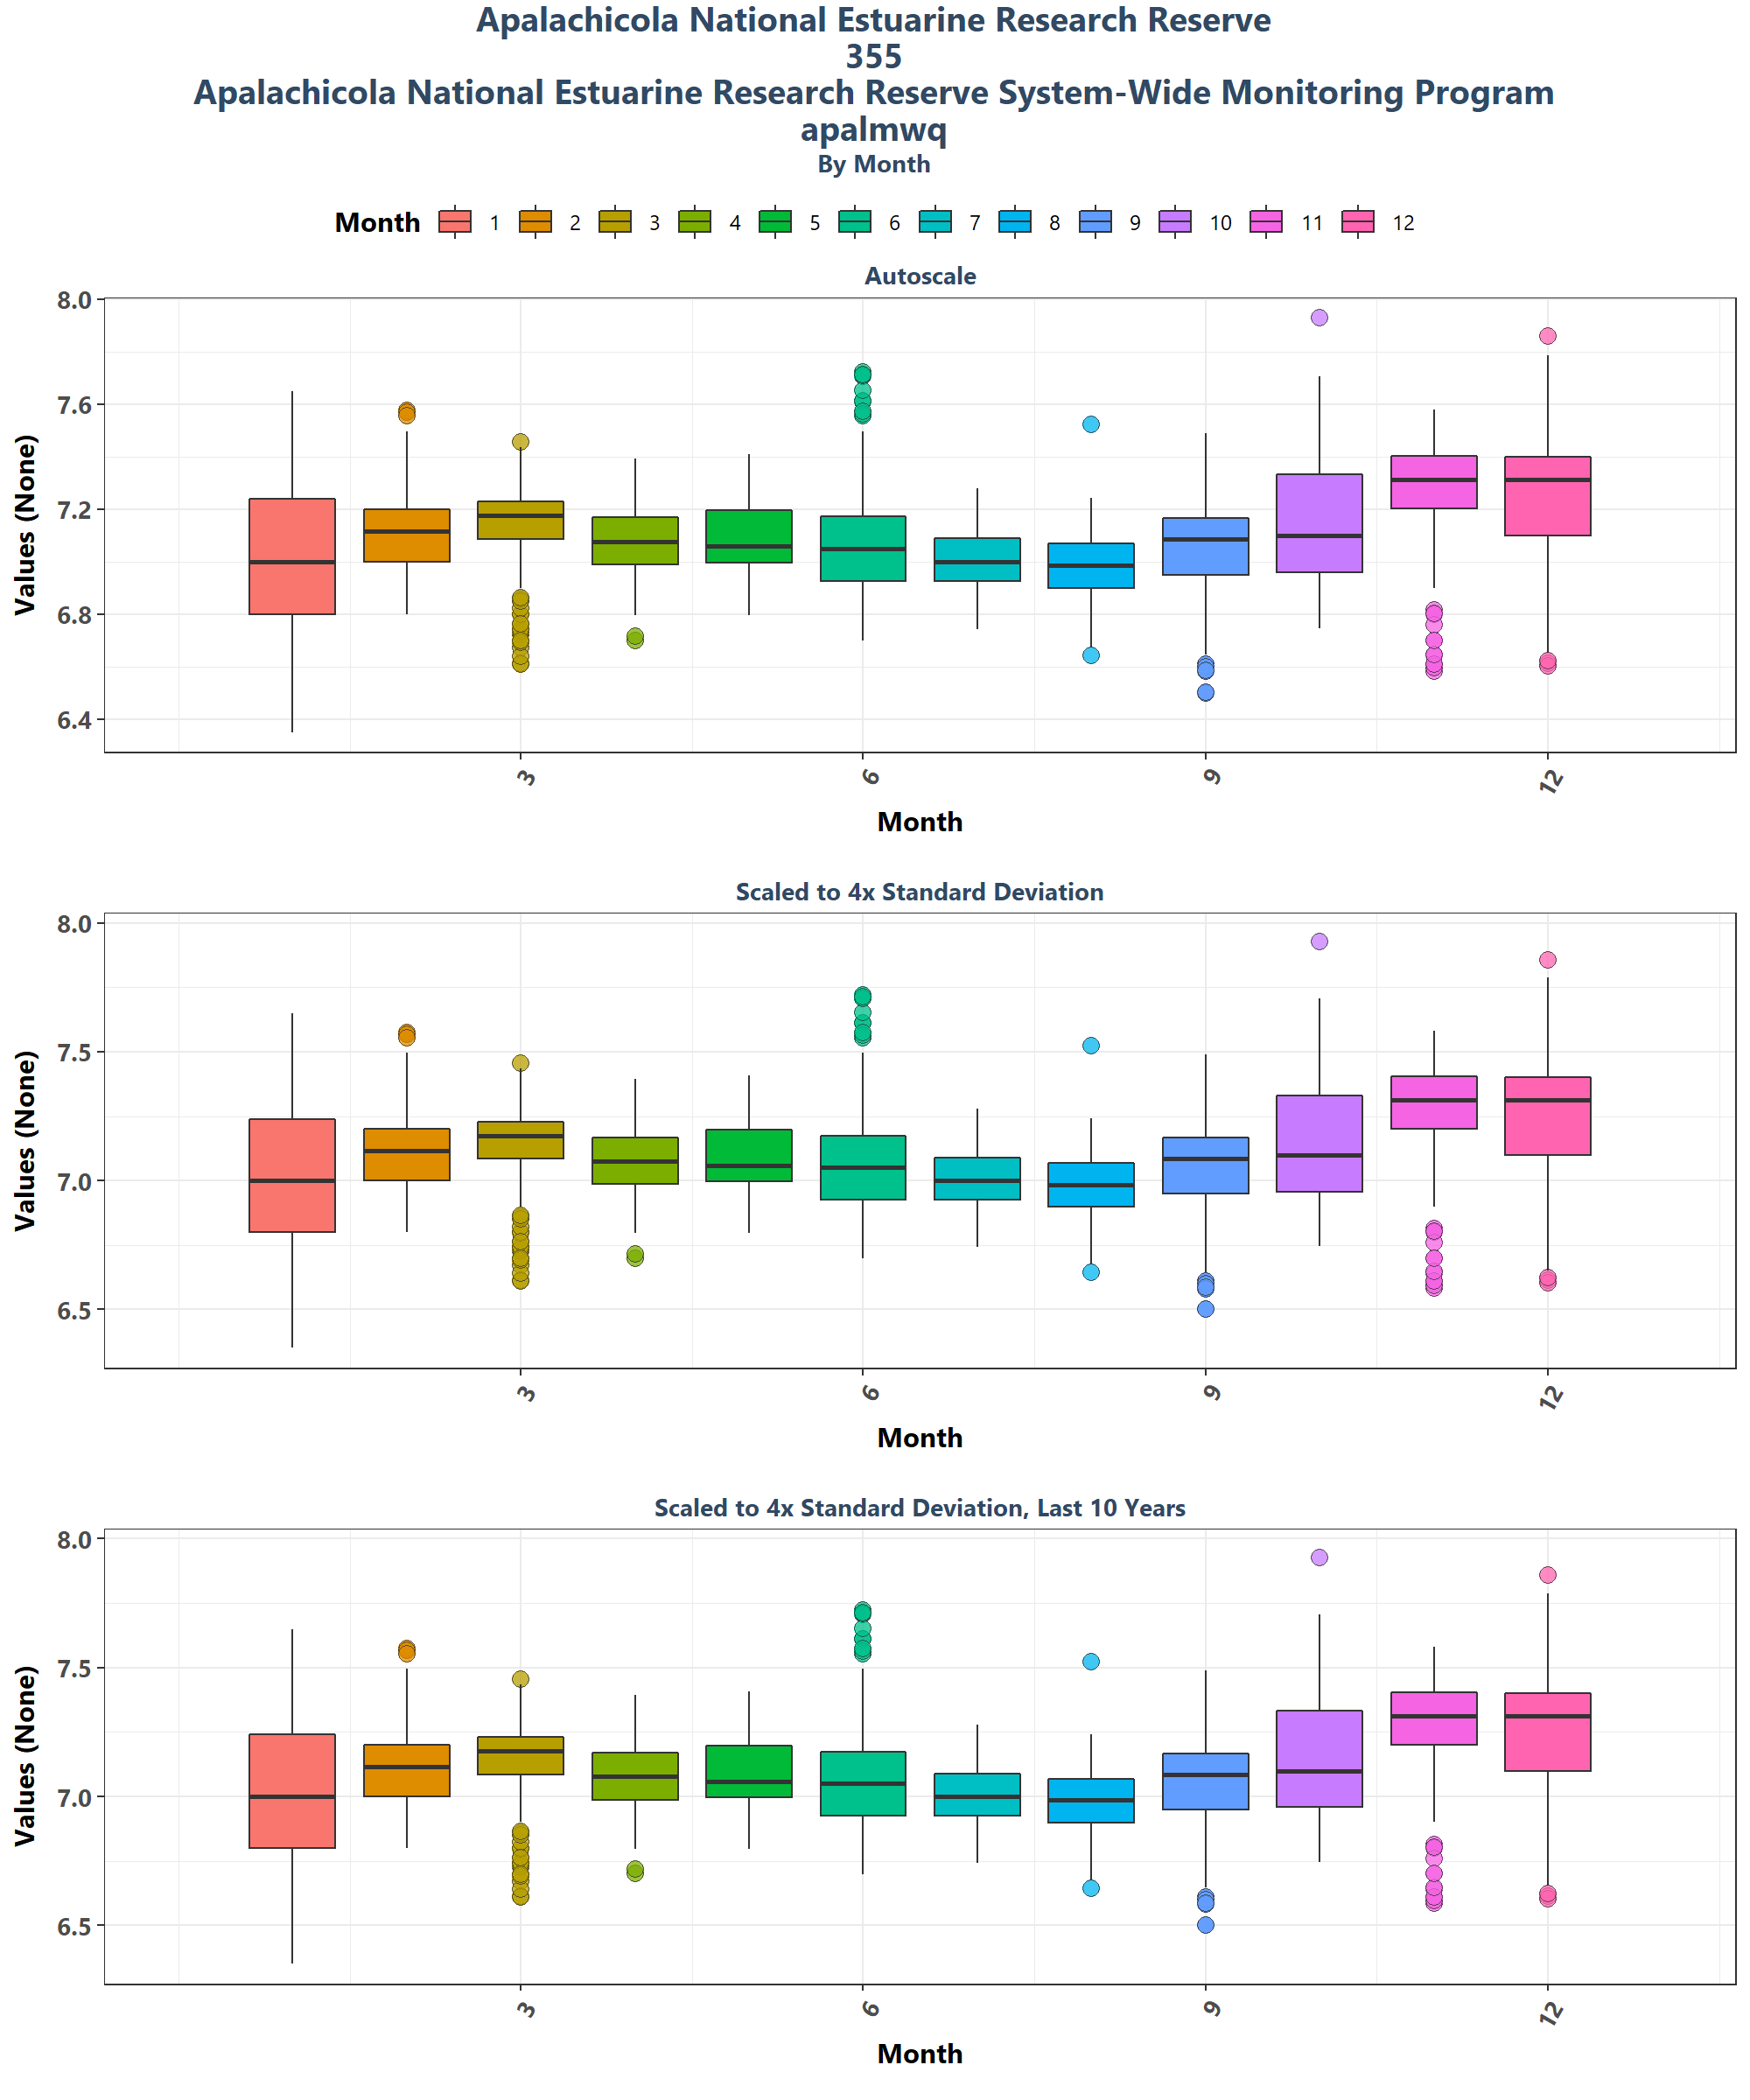 Apalachicola National Estuarine Research Reserve
355
Apalachicola National Estuarine Research Reserve System-Wide Monitoring Program
apalmwq
By Month
Month 1 2 3 4 5 6 7 8 9 10 11 12
Autoscale
Values (None)
8.0
7.6
7.2
6.8
6.4
3 6 9 12
Month
Scaled to 4x Standard Deviation
Values (None)
8.0
7.5
7.0
6.5
3 6 9 12
Month
Scaled to 4x Standard Deviation, Last 10 Years
Values (None)
8.0
7.5
7.0
6.5
3 6 9 12
Month